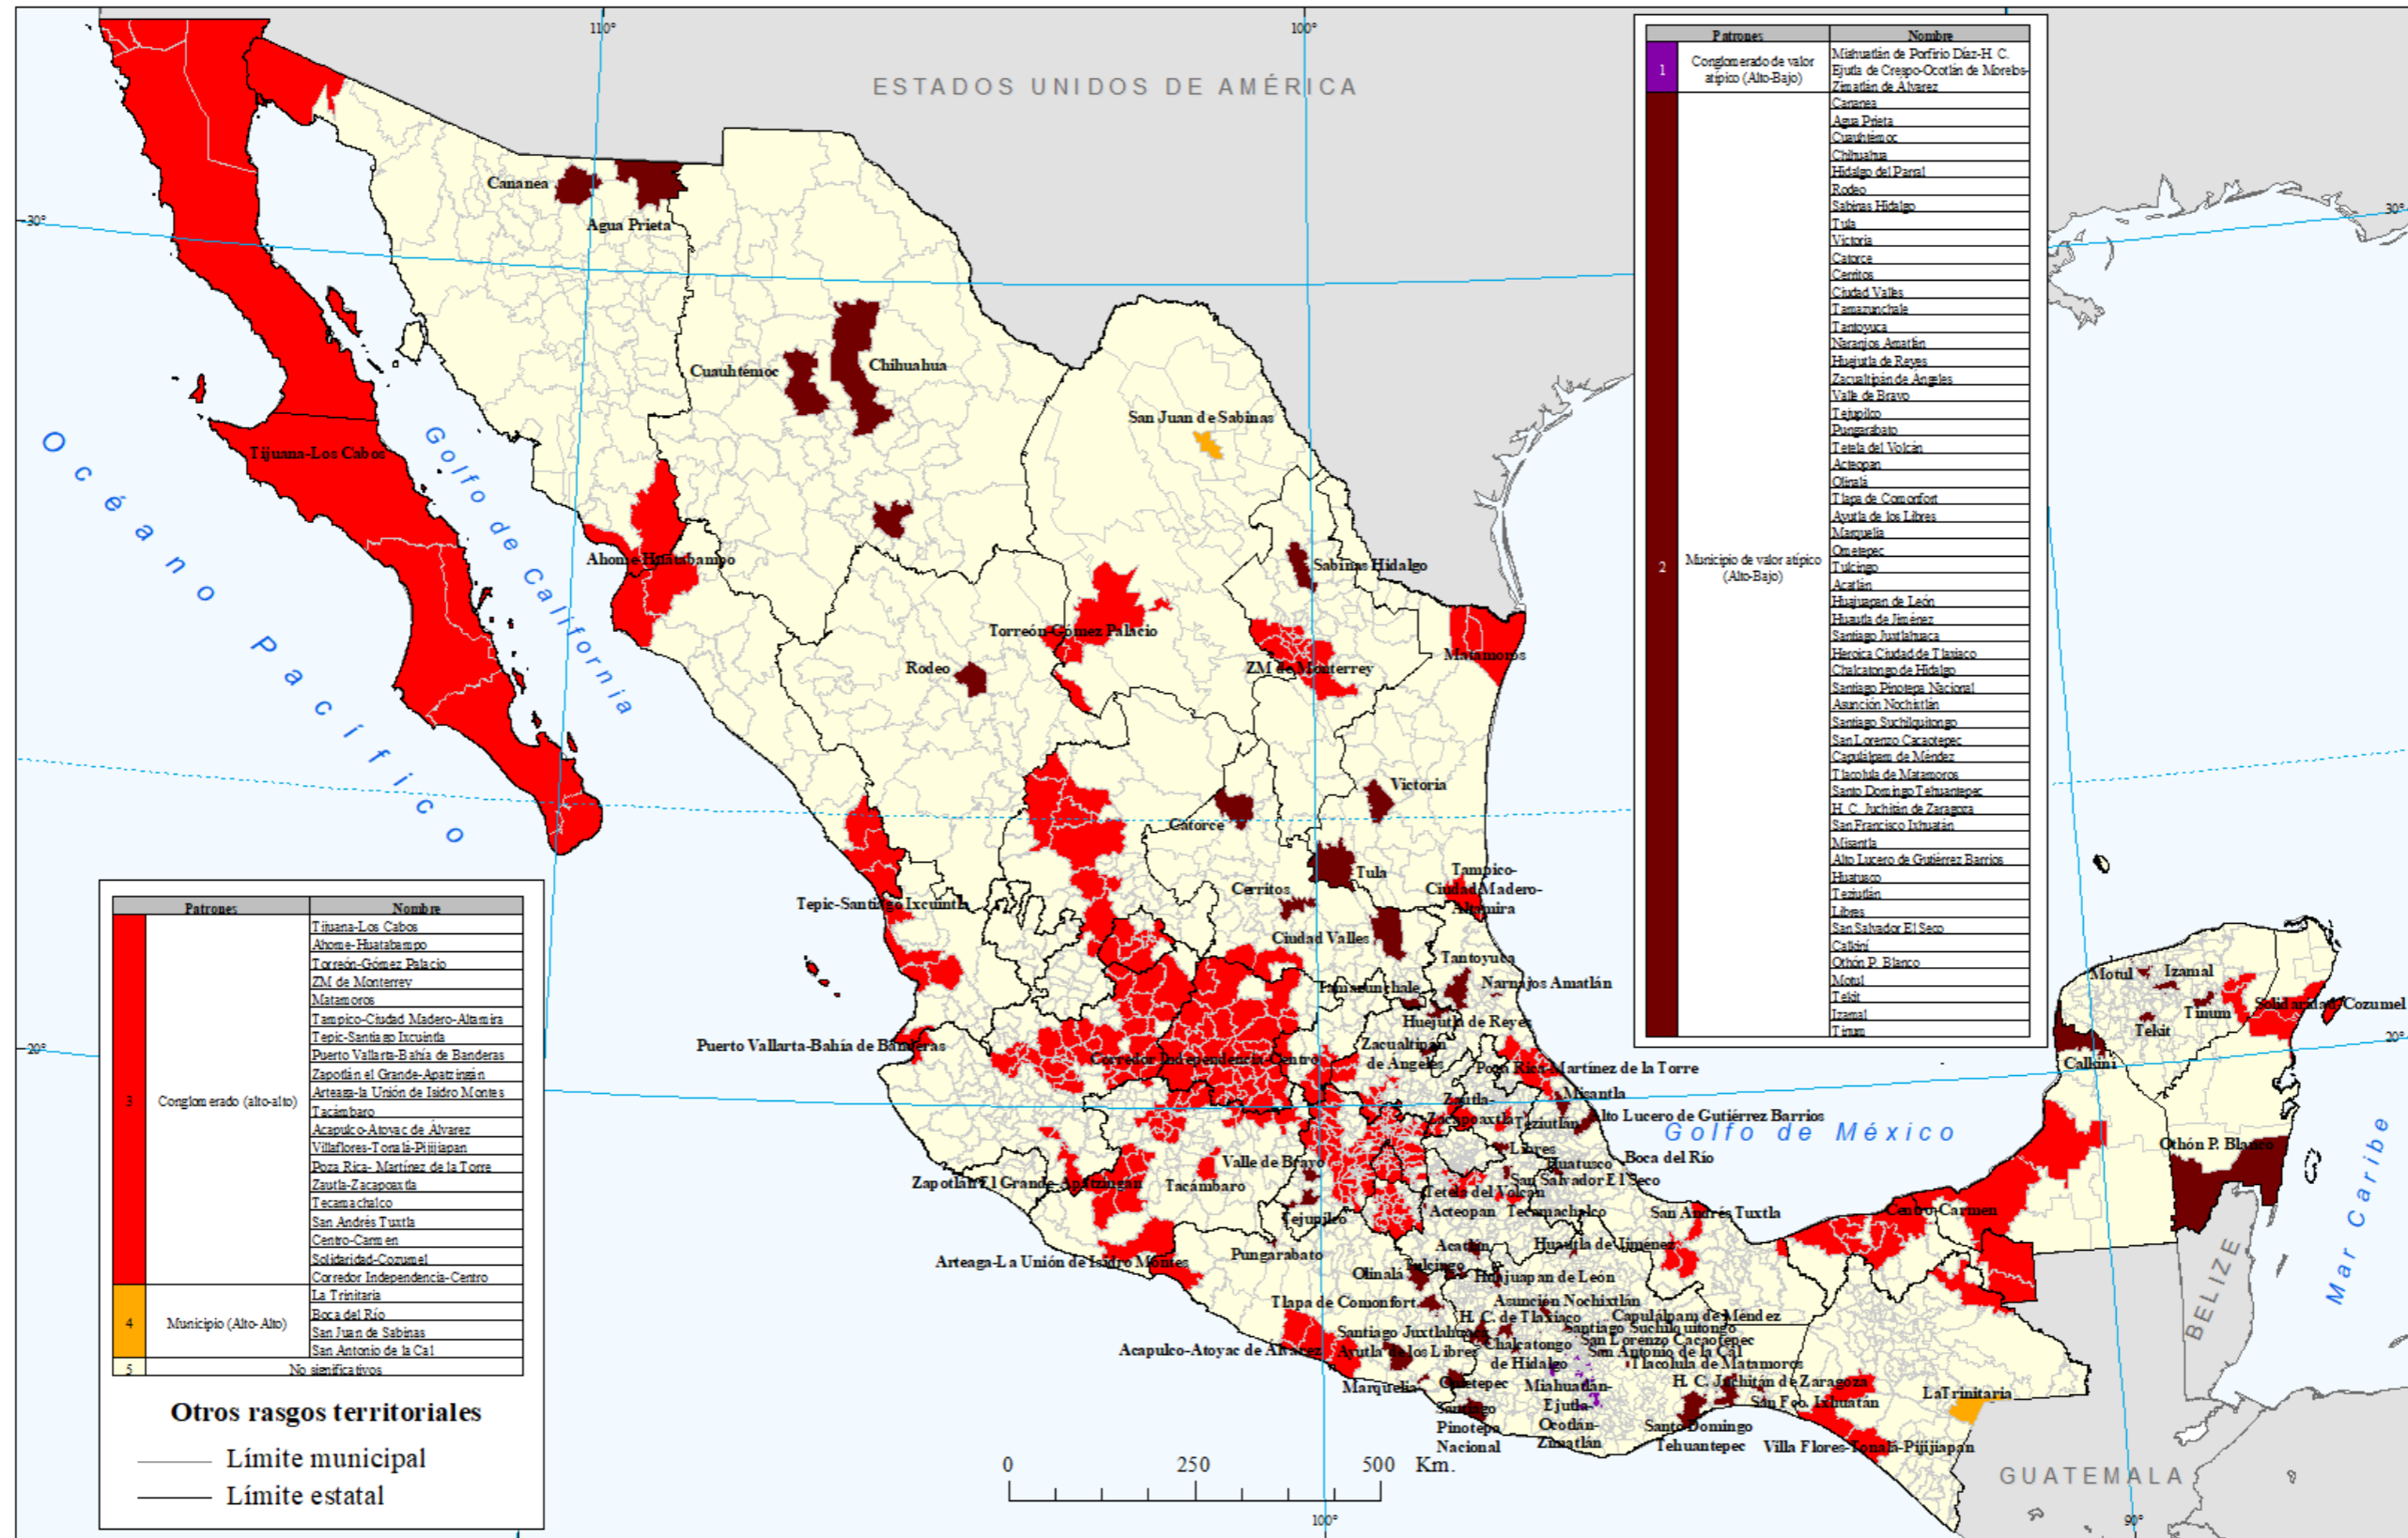 110°
100°
ESTADOS UNIDOS DE AMÉRICA
Patrones Nombre
1 Conglomerado de valor atípico (Alto-Bajo)
Miahuatlán de Porfirio Díaz-H. C.
Ejutla de Crespo-Ocotlán de Morelos-
Zimatlán de Álvarez
2 Municipio de valor atípico (Alto-Bajo)
Cananea
Agua Prieta
Cuauhtémoc
Chihuahua
Hidalgo del Parral
Rodeo
Sabinas Hidalgo
Tula
Victoria
Catorce
Cerritos
Ciudad Valles
Tamazunchale
Tantoyuca
Naranjos Amatlán
Huejutla de Reyes
Zacualtipán de Ángeles
Valle de Bravo
Tejupilco
Pungarabato
Tetela del Volcán
Acteopan
Olinalá
Tlapa de Comonfort
Ayutla de los Libres
Marquelia
Ometepec
Tulcingo
Acatlán
Huajuapan de León
Huautla de Jiménez
Santiago Juxtlahuaca
Heroica Ciudad de Tlaxiaco
Chalcatongo de Hidalgo
Santiago Pinotepa Nacional
Asunción Nochixtlán
Santiago Suchilquitongo
San Lorenzo Cacaotepec
Capulálpam de Méndez
Tlacolula de Matamoros
Santo Domingo Tehuantepec
H. C. Juchitán de Zaragoza
San Francisco Ixhuatán
Misantla
Alto Lucero de Gutiérrez Barrios
Huatusco
Teziutlán
Libres
San Salvador El Seco
Calkiní
Othón P. Blanco
Motul
Tekit
Izamal
Tinum
Cananea
Agua Prieta
30°
30°
Cuauhtémoc
Chihuahua
San Juan de Sabinas
Tijuana-Los Cabos
Golfo de California
Océano Pacífico
Ahome-Huatabampo
Sabinas Hidalgo
Torreón-Gómez Palacio
Rodeo
ZM de Monterrey
Matamoros
Victoria
Catorce
Tula
Tampico-
Ciudad Madero-
Altamira
Cerritos
Tepic-Santiago Ixcuintla
Ciudad Valles
Tantoyuca
Tamazunchale
Narnajos Amatlán
Huejutla de Reyes
Puerto Vallarta-Bahía de Banderas
Zacualtipán
de Ángeles
Corredor Independencia-Centro
Poza Rica-Martínez de la Torre
Misantla
Zautla-
Zacapoaxtla
Teziutlán
Alto Lucero de Gutiérrez Barrios
Golfo de México
Libres
Huatusco
Boca del Río
Valle de Bravo
San Salvador El Seco
Zapotlán El Grande-Apatzingán
Tacámbaro
Tetela del Volcán
Acteopan
Tecamachalco
Tejupilco
San Andrés Tuxtla
Centro-Carmen
Pungarabato
Acatlán
Huautla de Jiménez
Arteaga-La Unión de Isidro Montes
Tulcingo
Olinalá
Huajuapan de León
Tlapa de Comonfort
Asunción Nochixtlán
H. C. de Tlaxiaco
Capulálpam de Méndez
Santiago Juxtlahuaca
Santiago Suchilquitongo
San Lorenzo Cacaotepec
Acapulco-Atoyac de Álvarez
Ayutla de los Libres
Chalcatongo
de Hidalgo
San Antonio de la Cal
Tlacolula de Matamoros
Marquelia
Ometepec
Miahuatlán-
Ejutla-
Ocotlán-
Zimatlán
H. C. Juchitán de Zaragoza
San Fco. Ixhuatán
La Trinitaria
Santiago
Pinotepa
Nacional
Santo Domingo
Tehuantepec
Villa Flores-Tonalá-Pijijiapan
Motul
Izamal
Solidaridad-Cozumel
Tinum
Tekit
Calkiní
20°
20°
Othón P. Blanco
Mar Caribe
BELIZE
GUATEMALA
Patrones Nombre
3 Conglomerado (alto-alto)
Tijuana-Los Cabos
Ahome-Huatabampo
Torreón-Gómez Palacio
ZM de Monterrey
Matamoros
Tampico-Ciudad Madero-Altamira
Tepic-Santiago Ixcuintla
Puerto Vallarta-Bahía de Banderas
Zapotlán el Grande-Apatzingán
Arteaga-la Unión de Isidro Montes
Tacámbaro
Acapulco-Atoyac de Álvarez
Villaflores-Tonalá-Pijijiapan
Poza Rica- Martínez de la Torre
Zautla-Zacapoaxtla
Tecamachalco
San Andrés Tuxtla
Centro-Carmen
Solidaridad-Cozumel
Corredor Independencia-Centro
4 Municipio (Alto-Alto)
La Trinitaria
Boca del Río
San Juan de Sabinas
San Antonio de la Cal
5 No significativos
Otros rasgos territoriales
Límite municipal
Límite estatal
0 250 500 Km.
100°
90°